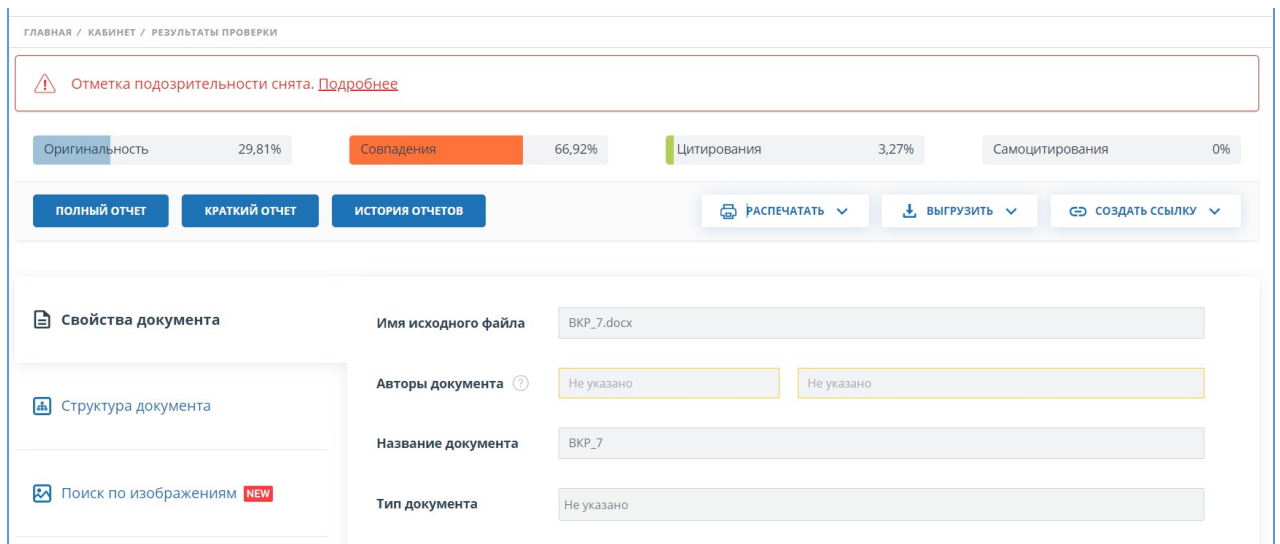 ГЛАВНАЯ / КАБИНЕТ / РЕЗУЛЬТАТЫ ПРОВЕРКИ
Отметка подозрительности снята. Подробнее
Оригинальность 29,81% Совпадения 66,92% Цитирования 3,27% Самоцитирования 0%
ПОЛНЫЙ ОТЧЕТ КРАТКИЙ ОТЧЕТ ИСТОРИЯ ОТЧЕТОВ РАСПЕЧАТАТЬ ВЫГРУЗИТЬ СОЗДАТЬ ССЫЛКУ
Свойства документа Имя исходного файла ВКР_7.docx
Авторы документа ? Не указано Не указано
Структура документа
Название документа ВКР_7
Поиск по изображениям NEW
Тип документа Не указано